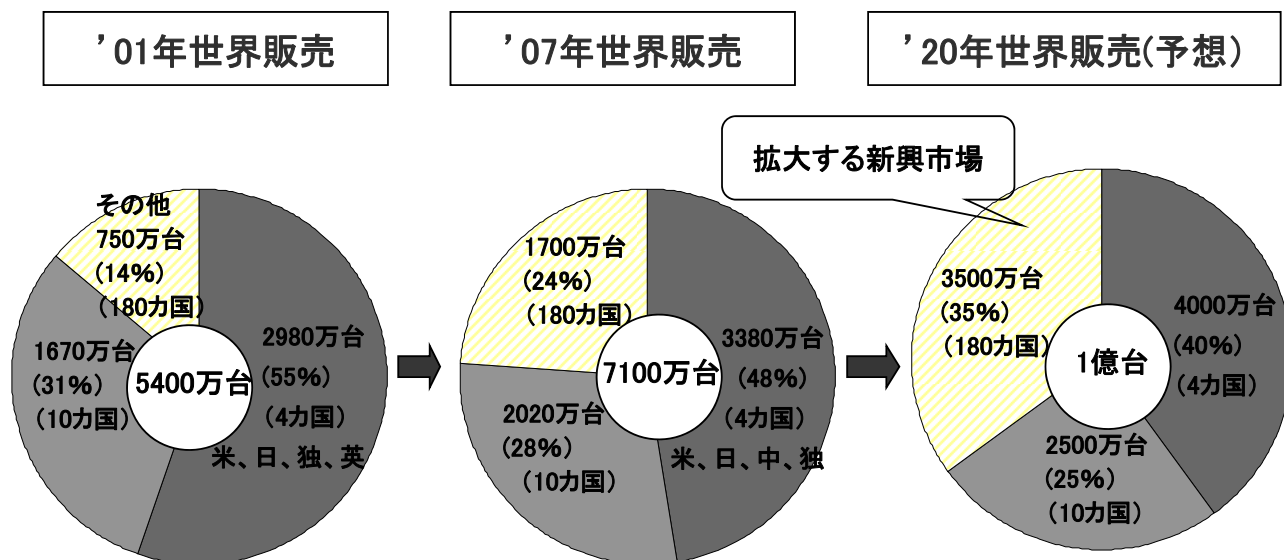 ’01年世界販売
’07年世界販売
’20年世界販売(予想)
拡大する新興市場
その他
750万台
(14%)
(180カ国)
1670万台
(31%)
(10カ国)
5400万台
2980万台
(55%)
(4カ国)
米、日、独、英
1700万台
(24%)
(180カ国)
2020万台
(28%)
(10カ国)
7100万台
3380万台
(48%)
(4カ国)
米、日、中、独
3500万台
(35%)
(180カ国)
1億台
4000万台
(40%)
(4カ国)
2500万台
(25%)
(10カ国)